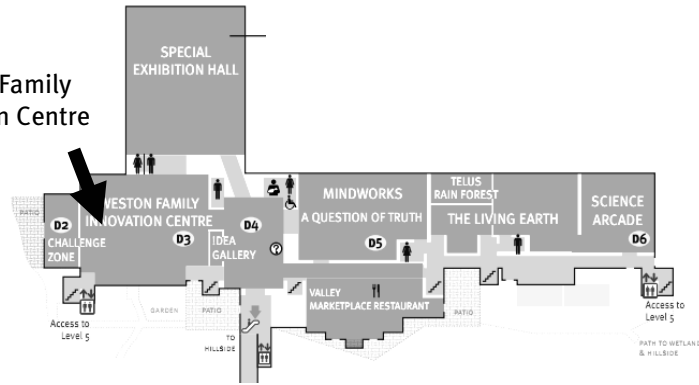 SPECIAL
EXHIBITION HALL
Family
n Centre
WESTON FAMILY
INNOVATION CENTRE
D2
CHALLENGE
ZONE
D3
D4
IDEA
GALLERY
MINDWORKS
A QUESTION OF TRUTH
D5
TELUS
RAIN FOREST
THE LIVING EARTH
SCIENCE
ARCADE
D6
PATIO
VALLEY
MARKETPLACE RESTAURANT
GARDEN
PATIO
PATIO
Access to
Level 5
TO
HILLSIDE
Access to
Level 5
PATH TO WETLAN
& HILLSIDE